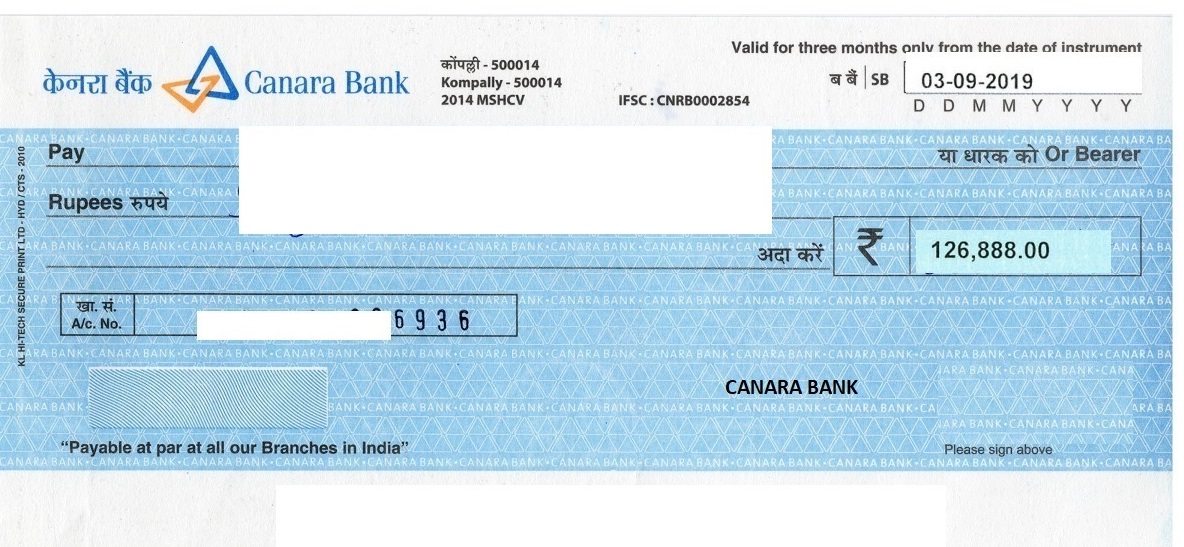 Valid for three months only from the date of instrument
केनरा बैंक Canara Bank
कोंपल्ली - 500014
Kompally - 500014
2014 MSHCV
IFSC : CNRB0002854
ब बैं SB 03-09-2019
D D M M Y Y Y Y
Pay या धारक को Or Bearer
Rupees रुपये
अदा करें ₹ 126,888.00
खा. सं.
A/c. No. 6936
KL HI-TECH SECURE PRINT LTD - HYD / CTS - 2010
CANARA BANK
“Payable at par at all our Branches in India”
Please sign above